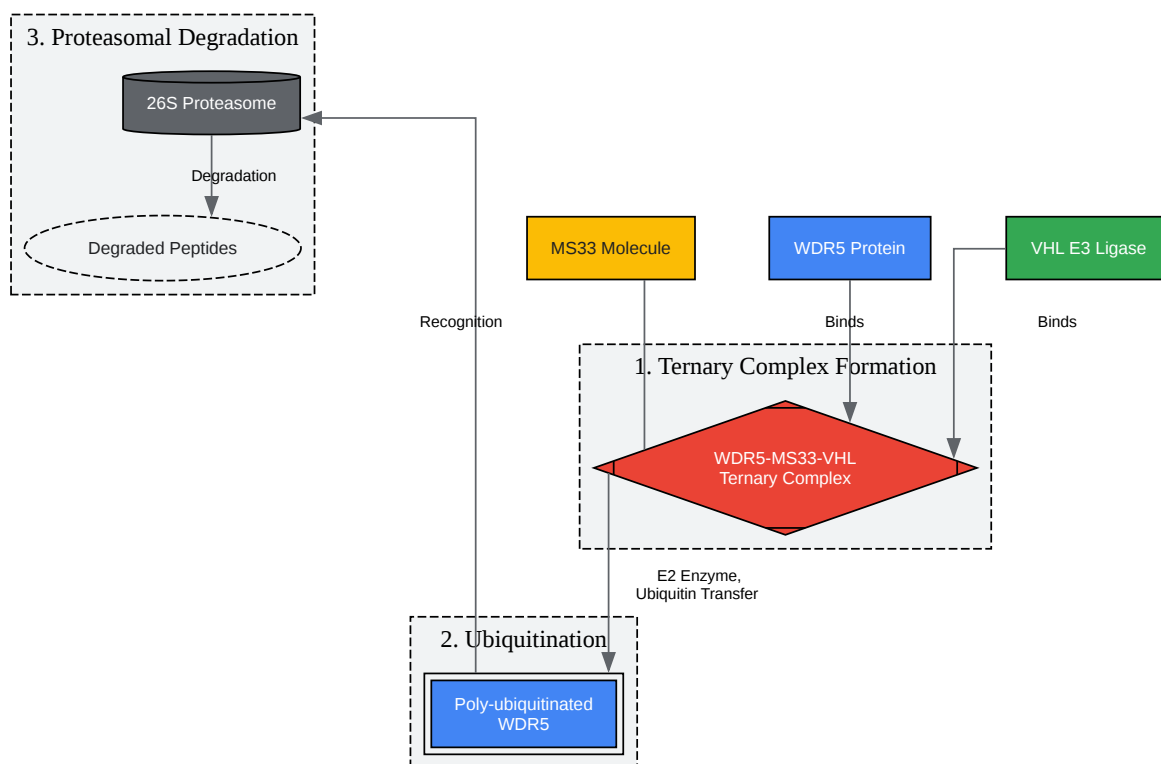 3. Proteasomal Degradation
26S Proteasome
Degradation
Degraded Peptides
MS33 Molecule
WDR5 Protein
VHL E3 Ligase
Recognition
Binds
Binds
1. Ternary Complex Formation
WDR5-MS33-VHL
Ternary Complex
E2 Enzyme,
Ubiquitin Transfer
2. Ubiquitination
Poly-ubiquitinated
WDR5